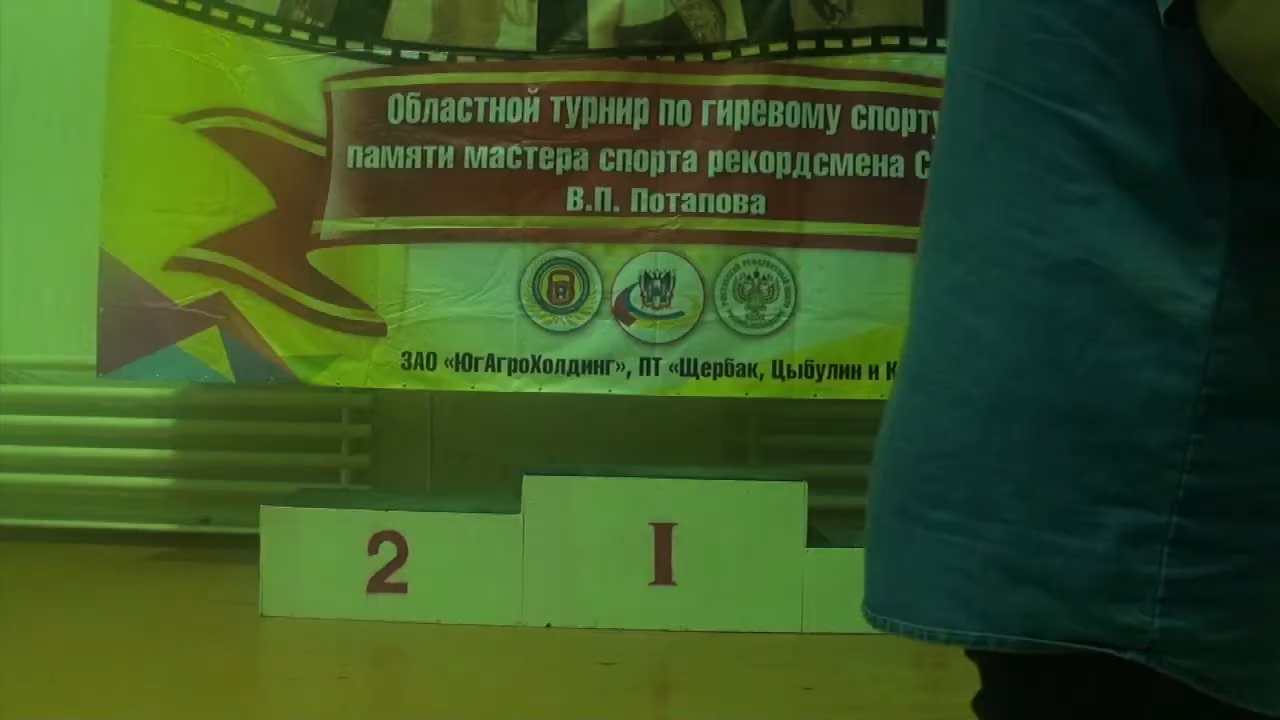 Областной турнир по гиревому спорту
памяти мастера спорта рекордсмена С
В.П. Потапова
ЗАО «ЮгАгроХолдинг», ПТ «Щербак, Цыбулин и К
2
I